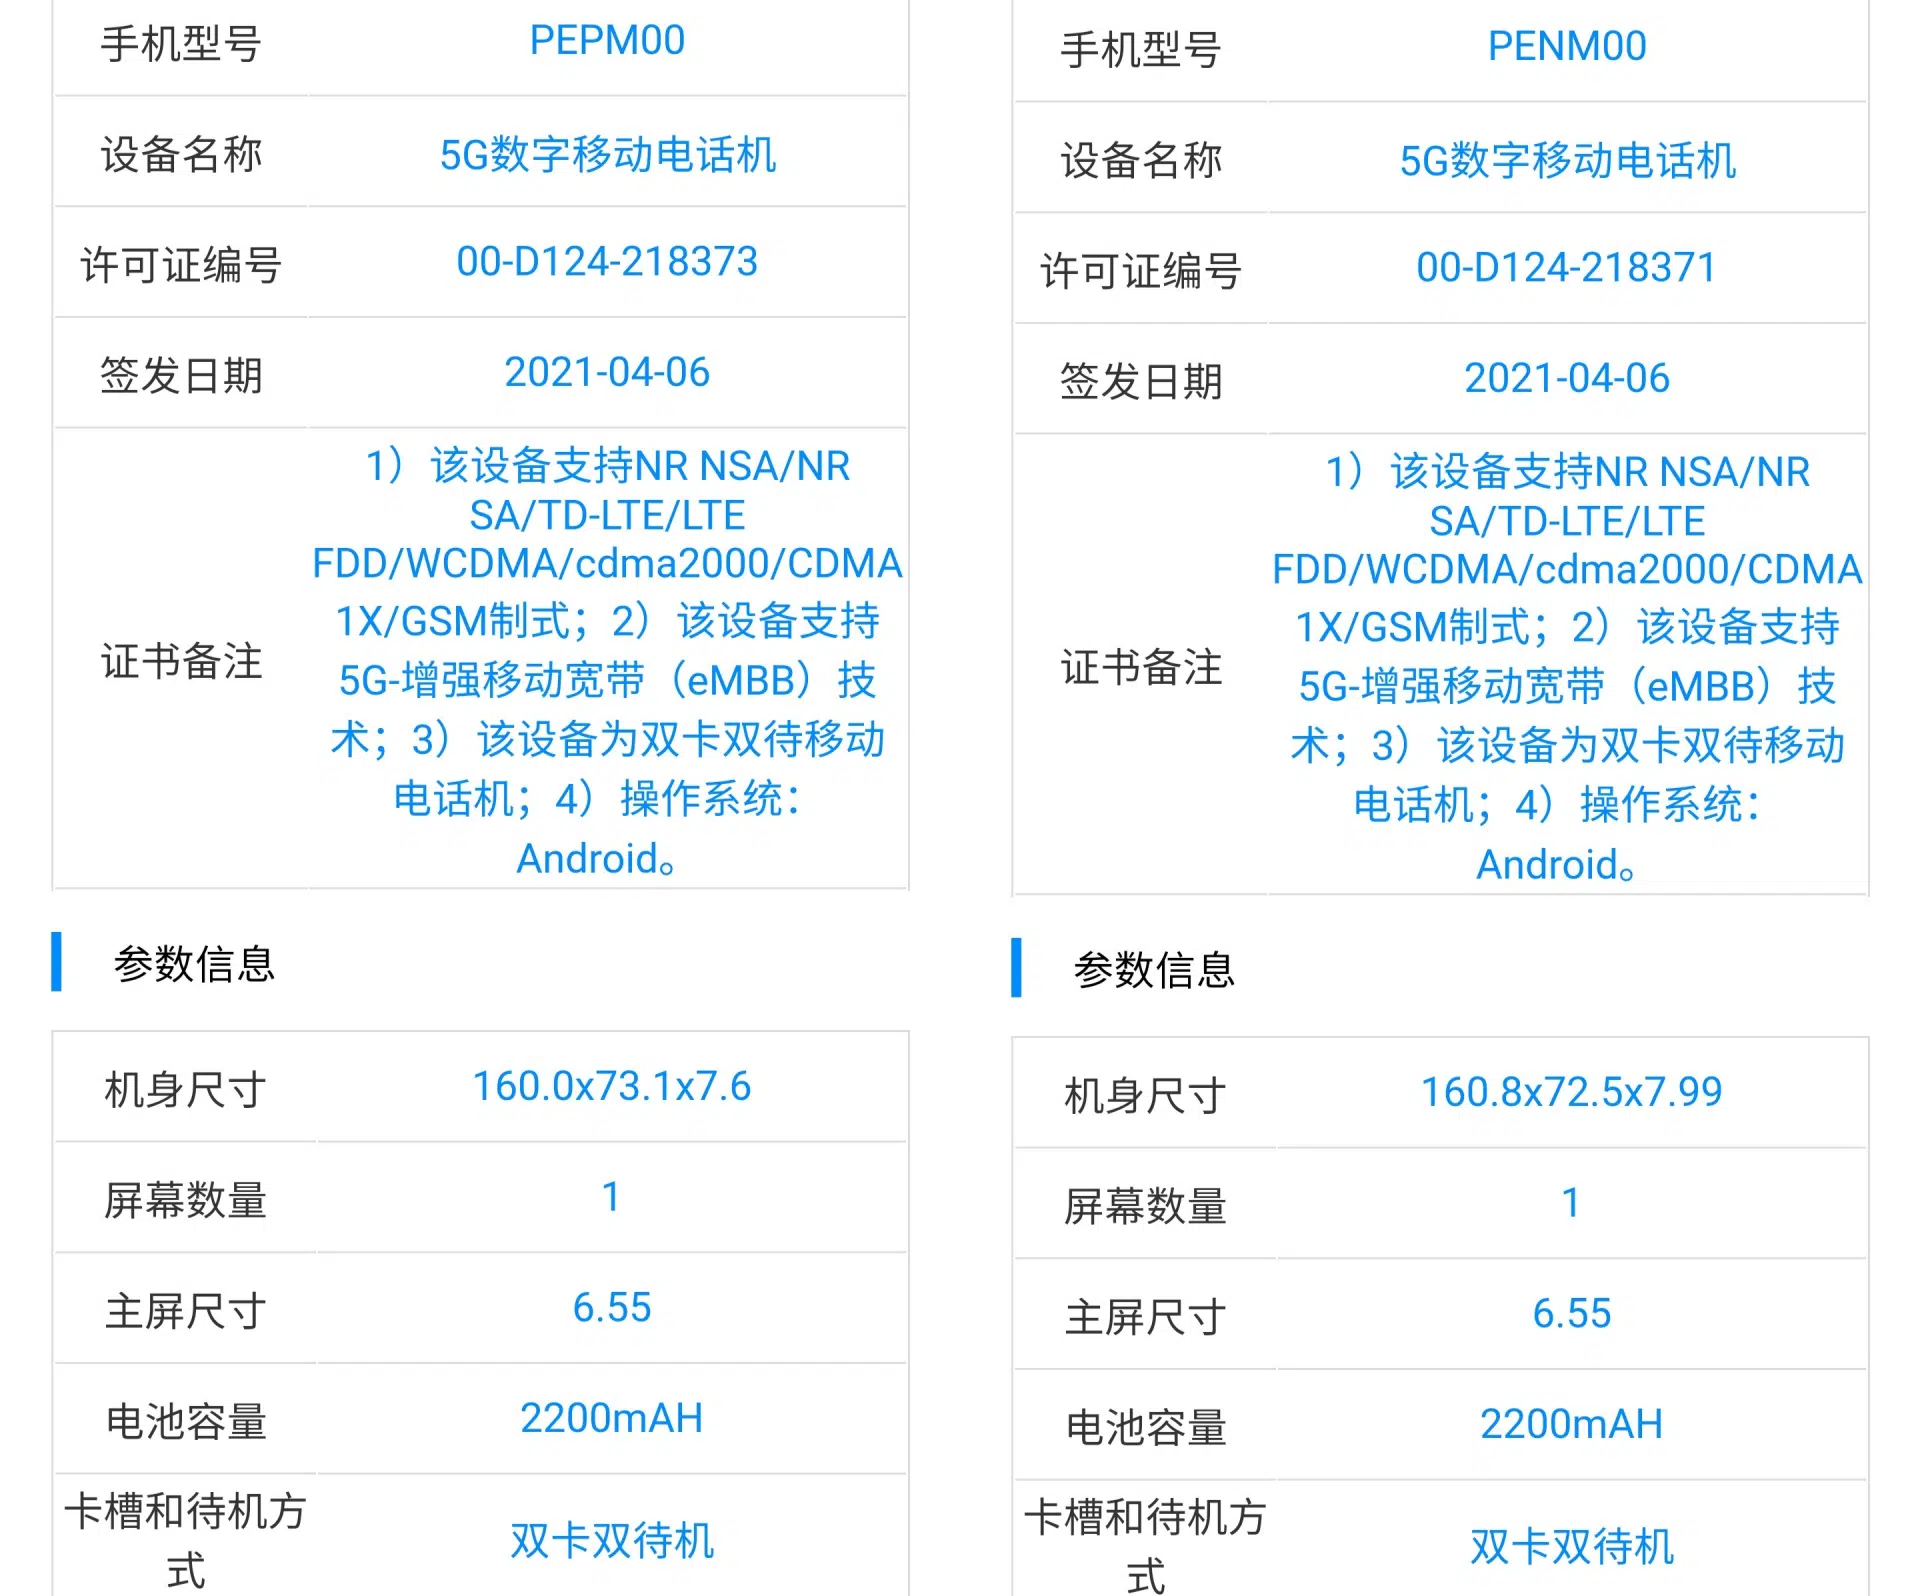 手机型号 PEPM00
设备名称 5G数字移动电话机
许可证编号 00-D124-218373
签发日期 2021-04-06
证书备注
1）该设备支持NR NSA/NR
SA/TD-LTE/LTE
FDD/WCDMA/cdma2000/CDMA
1X/GSM制式；2）该设备支持
5G-增强移动宽带（eMBB）技
术；3）该设备为双卡双待移动
电话机；4）操作系统：
Android。
参数信息
机身尺寸 160.0x73.1x7.6
屏幕数量 1
主屏尺寸 6.55
电池容量 2200mAH
卡槽和待机方
式
双卡双待机
手机型号 PENM00
设备名称 5G数字移动电话机
许可证编号 00-D124-218371
签发日期 2021-04-06
证书备注
1）该设备支持NR NSA/NR
SA/TD-LTE/LTE
FDD/WCDMA/cdma2000/CDMA
1X/GSM制式；2）该设备支持
5G-增强移动宽带（eMBB）技
术；3）该设备为双卡双待移动
电话机；4）操作系统：
Android。
参数信息
机身尺寸 160.8x72.5x7.99
屏幕数量 1
主屏尺寸 6.55
电池容量 2200mAH
卡槽和待机方
式
双卡双待机